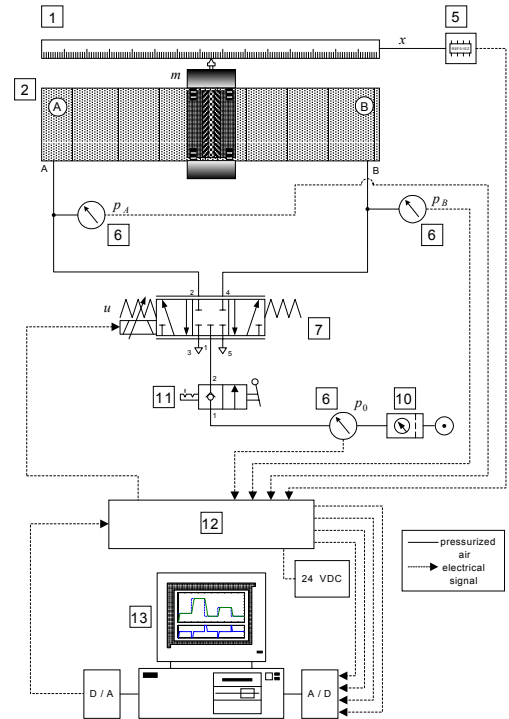 1
x
5
m
2
A
B
A
B
p_A
p_B
6
6
2
4
u
7
3
1
5
2
11
6
p_0
10
1
12
pressurized
air
electrical
signal
24 VDC
13
D / A
A / D